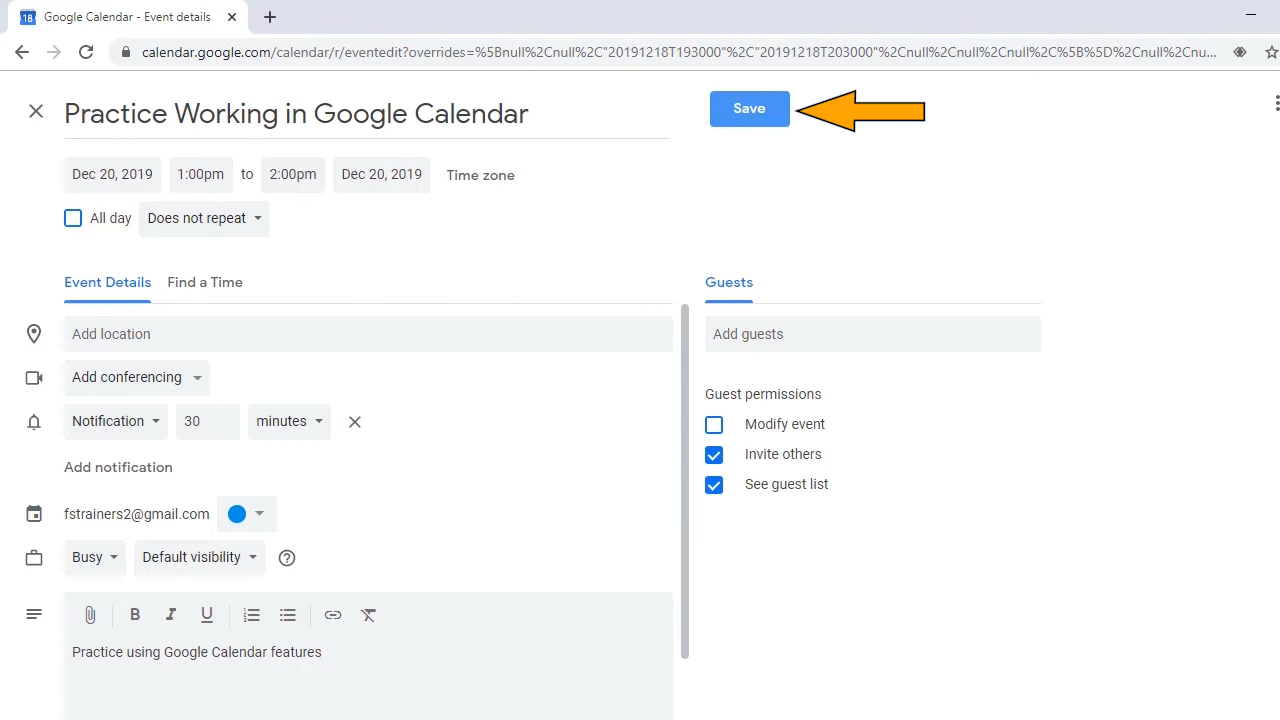 18 Google Calendar - Event details
calendar.google.com/calendar/r/eventedit?overrides=%5Bnull%2Cnull%2C"20191218T193000"%2C"20191218T203000"%2Cnull%2Cnull%2Cnull%2C%5B%5D%2Cnull%2Cnu...
Practice Working in Google Calendar
Save
Dec 20, 2019 1:00pm to 2:00pm Dec 20, 2019 Time zone
All day Does not repeat
Event Details Find a Time Guests
Add location Add guests
Add conferencing
Guest permissions
Notification 30 minutes Modify event
Invite others
Add notification
See guest list
fstrainers2@gmail.com
Busy Default visibility ?
B I U
Practice using Google Calendar features